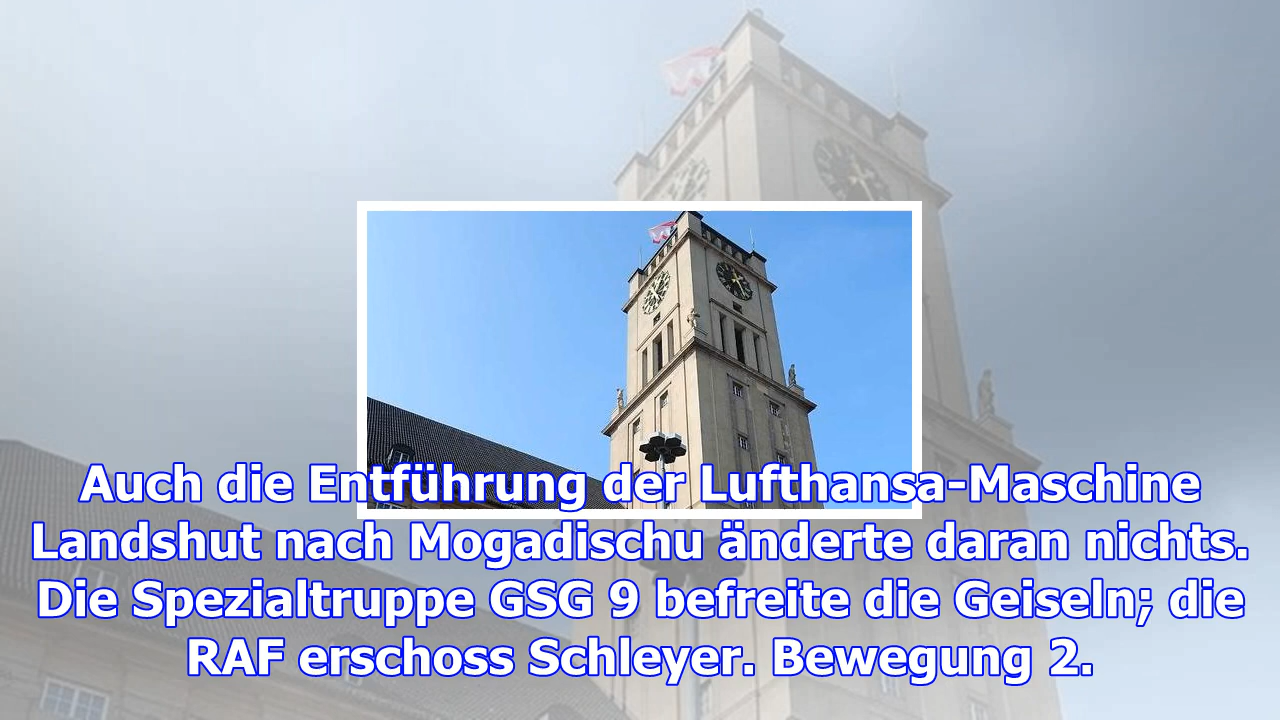 Auch die Entführung der Lufthansa-Maschine
Landshut nach Mogadischu änderte daran nichts.
Die Spezialtruppe GSG 9 befreite die Geiseln; die
RAF erschoss Schleyer. Bewegung 2.